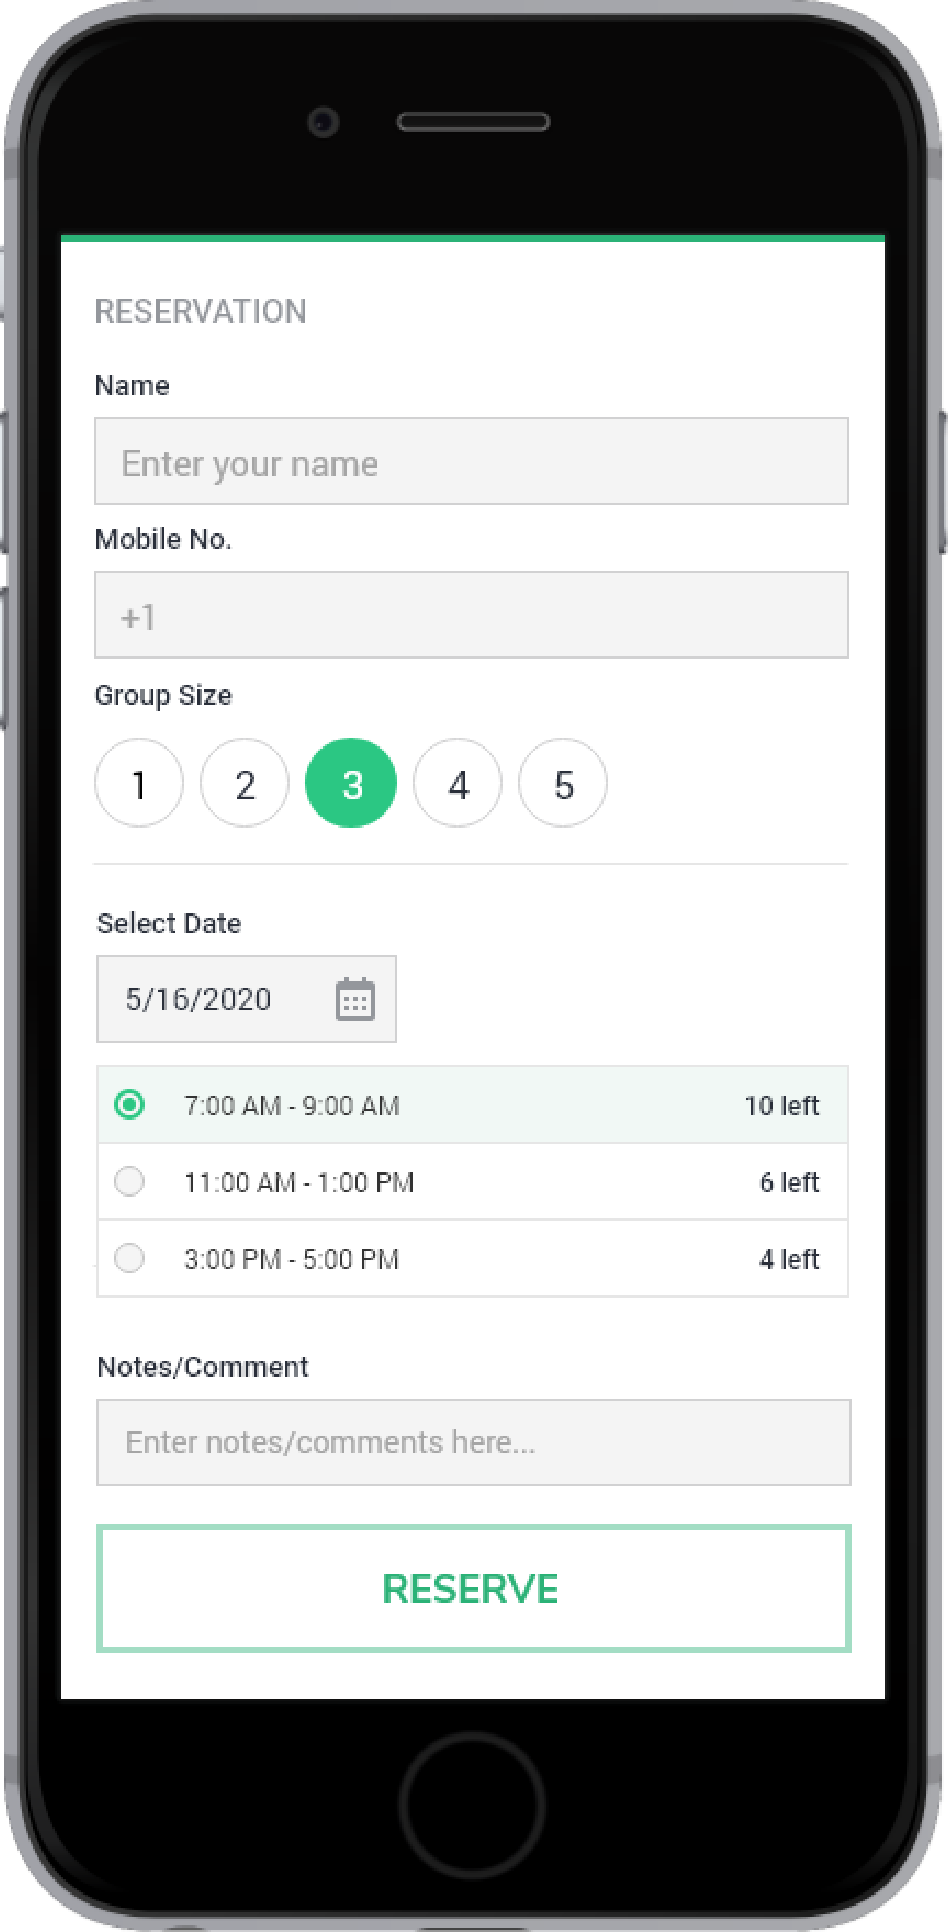 RESERVATION
Name
Enter your name
Mobile No.
+1
Group Size
1 2 3 4 5
Select Date
5/16/2020
7:00 AM - 9:00 AM 10 left
11:00 AM - 1:00 PM 6 left
3:00 PM - 5:00 PM 4 left
Notes/Comment
Enter notes/comments here...
RESERVE